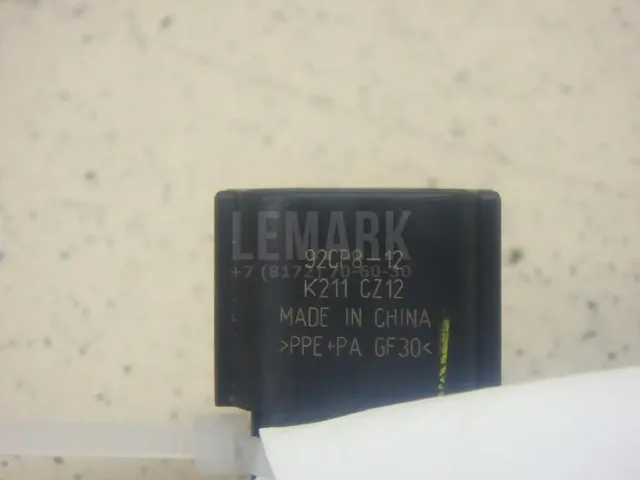 LEMARK
92CP8-12
+7 (8172) 70-60-30
K211 CZ12
MADE IN CHINA
>PPE+PA GF30<